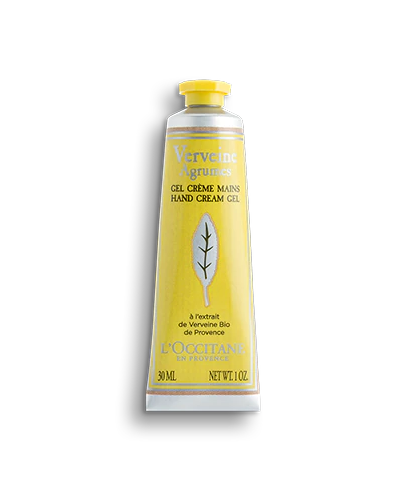 Verveine
Agrumes
GEL CRÈME MAINS
HAND CREAM GEL
à l'extrait
de Verveine Bio
de Provence
L'OCCITANE
EN PROVENCE
30 ML NET WT. 1 OZ.